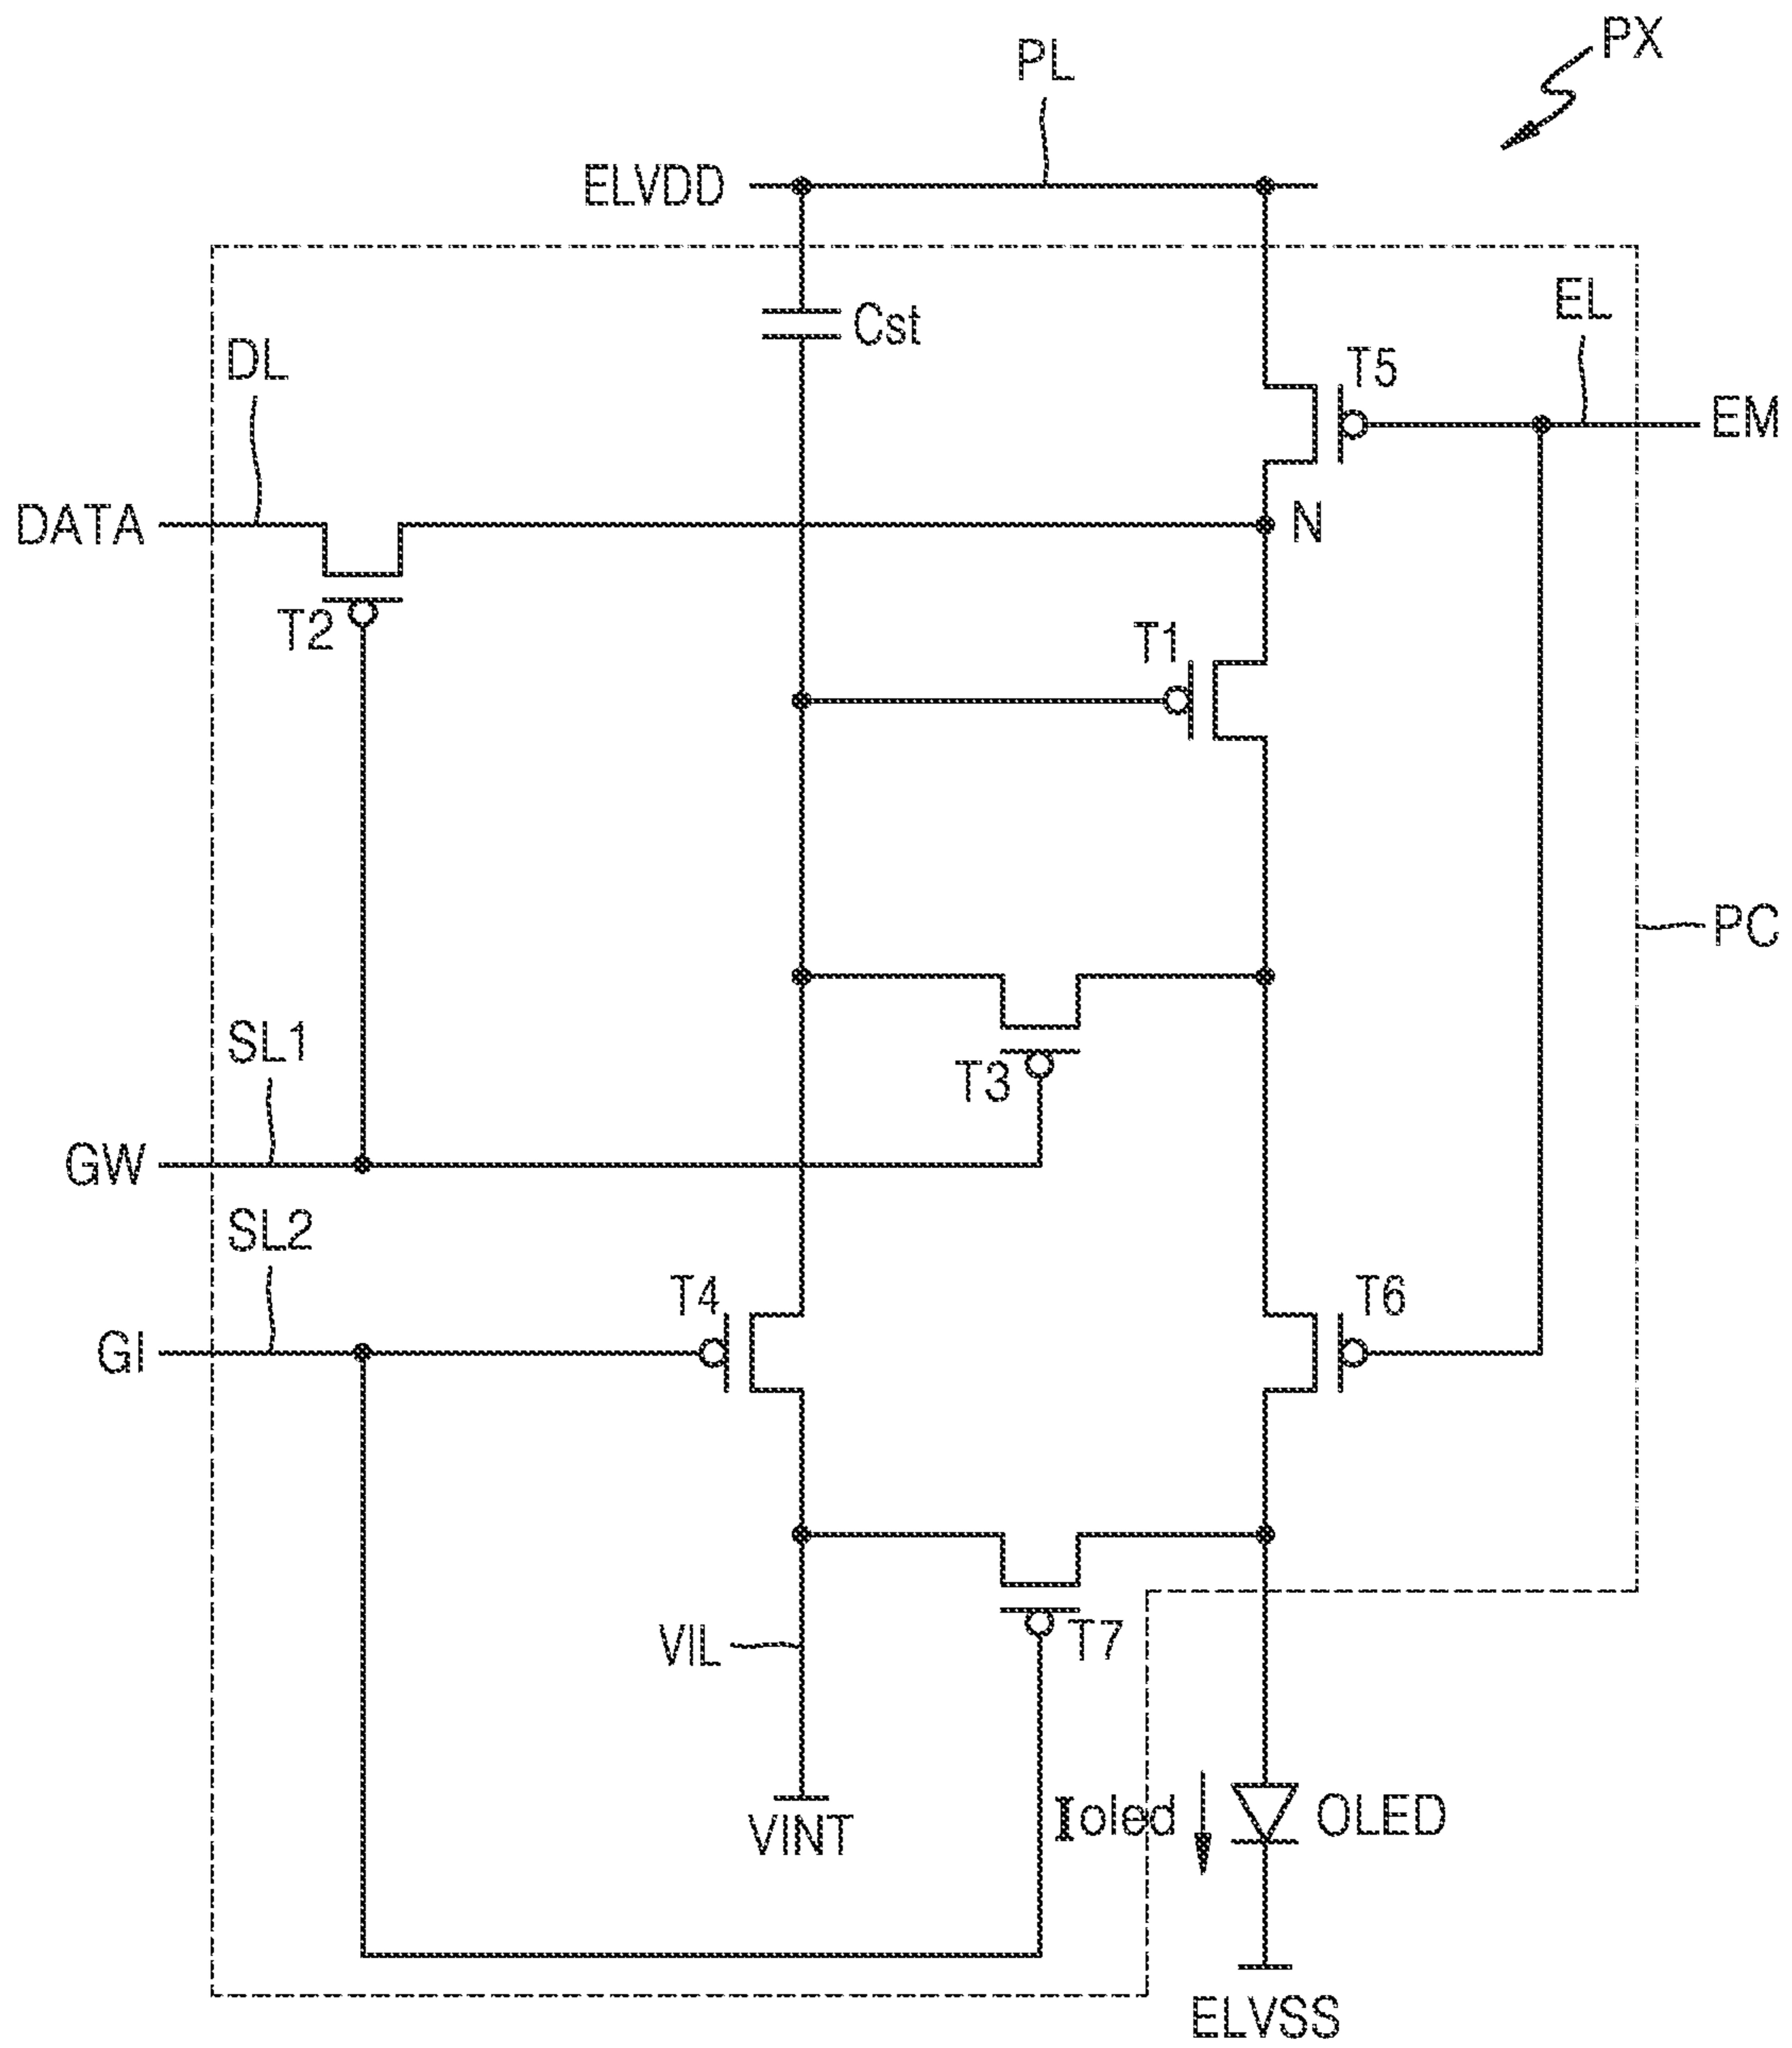 PX
PL
ELVDD
Cst
EL
DL
T5
EM
DATA
N
T2
T1
PC
SL1
T3
GW
SL2
T4
T6
GI
VIL
T7
VINT
Ioled
OLED
ELVSS